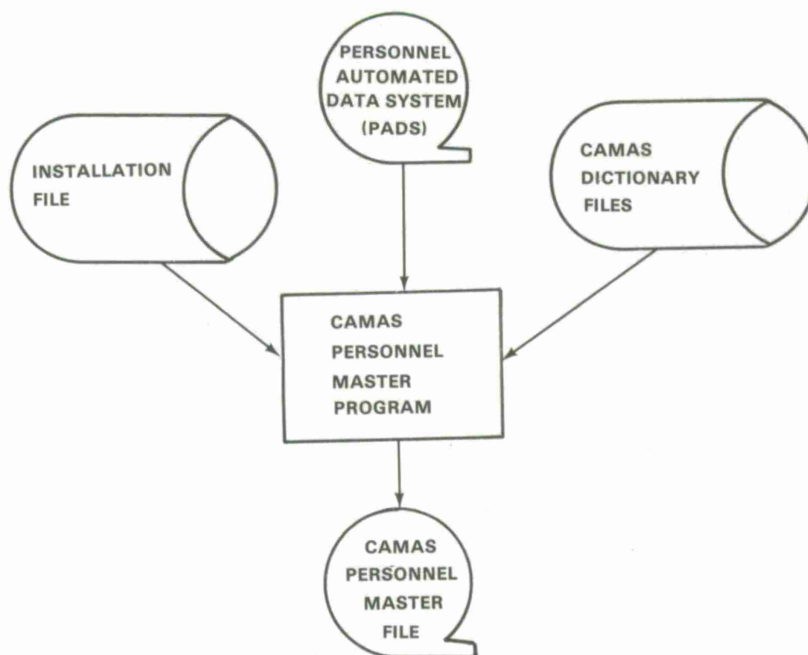 PERSONNEL
AUTOMATED
DATA SYSTEM
(PADS)
INSTALLATION
FILE
CAMAS
DICTIONARY
FILES
CAMAS
PERSONNEL
MASTER
PROGRAM
CAMAS
PERSONNEL
MASTER
FILE